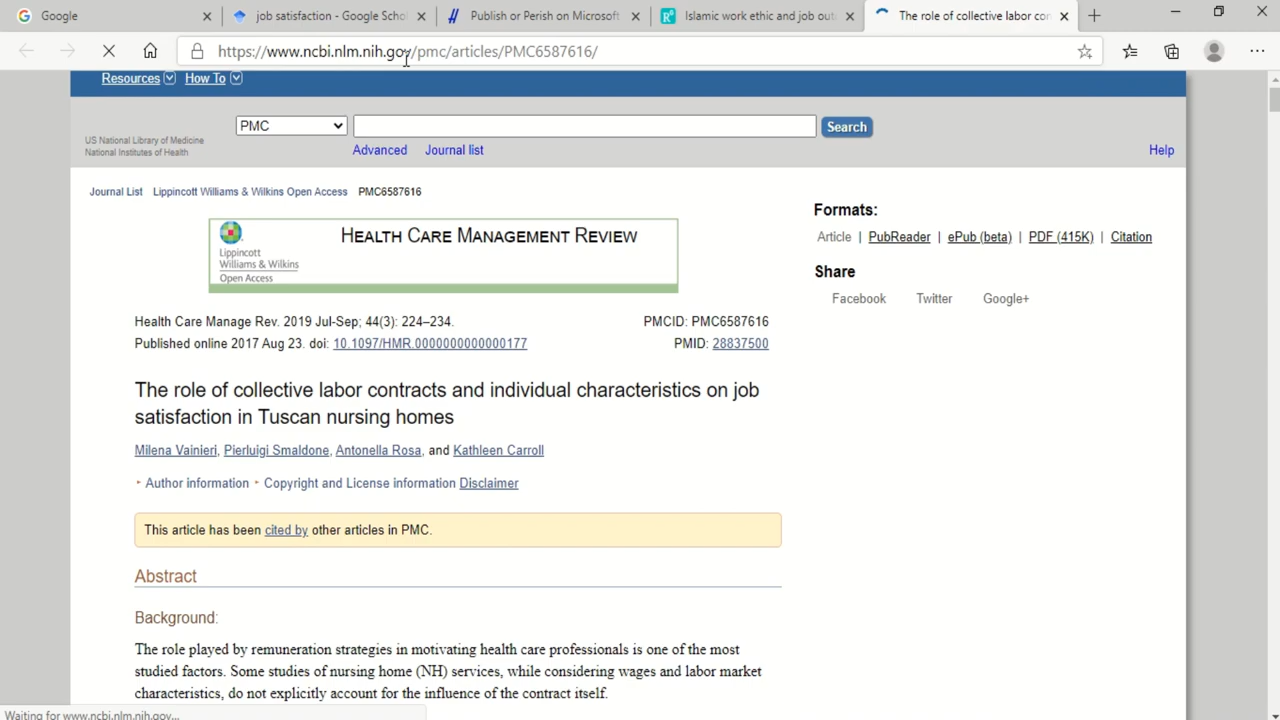 Google
job satisfaction - Google Schol
Publish or Perish on Microsoft
Islamic work ethic and job out
The role of collective labor con
https://www.ncbi.nlm.nih.gov/pmc/articles/PMC6587616/
Resources How To
US National Library of Medicine
National Institutes of Health
PMC
Search
Advanced Journal list
Help
Journal List Lippincott Williams & Wilkins Open Access PMC6587616
Lippincott
Williams & Wilkins
Open Access
HEALTH CARE MANAGEMENT REVIEW
Formats:
Article | PubReader | ePub (beta) | PDF (415K) | Citation
Share
Facebook Twitter Google+
Health Care Manage Rev. 2019 Jul-Sep; 44(3): 224–234.
PMCID: PMC6587616
Published online 2017 Aug 23. doi: 10.1097/HMR.0000000000000177
PMID: 28837500
The role of collective labor contracts and individual characteristics on job
satisfaction in Tuscan nursing homes
Milena Vainieri, Pierluigi Smaldone, Antonella Rosa, and Kathleen Carroll
Author information Copyright and License information Disclaimer
This article has been cited by other articles in PMC.
Abstract
Background:
The role played by remuneration strategies in motivating health care professionals is one of the most
studied factors. Some studies of nursing home (NH) services, while considering wages and labor market
characteristics, do not explicitly account for the influence of the contract itself.
Waiting for www.ncbi.nlm.nih.gov...